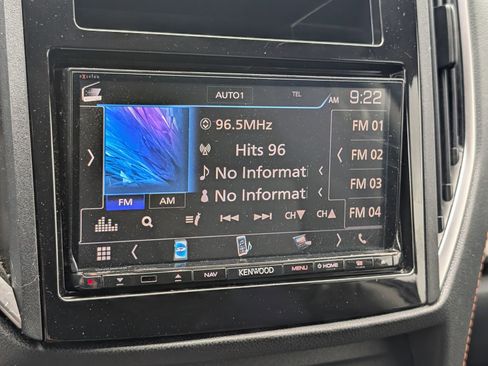 eXcelon
AUTO1
TEL
AM 9:22
96.5MHz
FM 01
Hits 96
FM 02
No Informat
FM 03
No Informat
FM AM
FM 04
CH▼ CH▲
NAV
KENWOOD
MENU
HOME